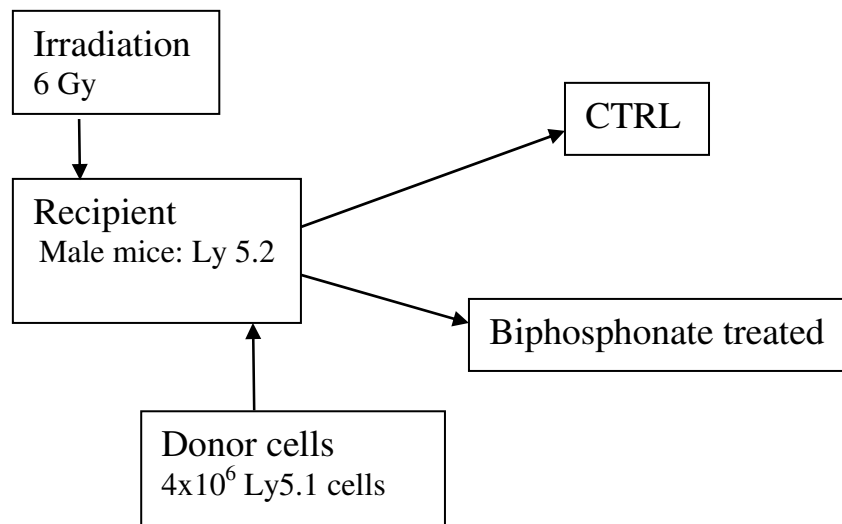 Irradiation
6 Gy
CTRL
Recipient
Male mice: Ly 5.2
Biphosphonate treated
Donor cells
4x10⁶ Ly5.1 cells